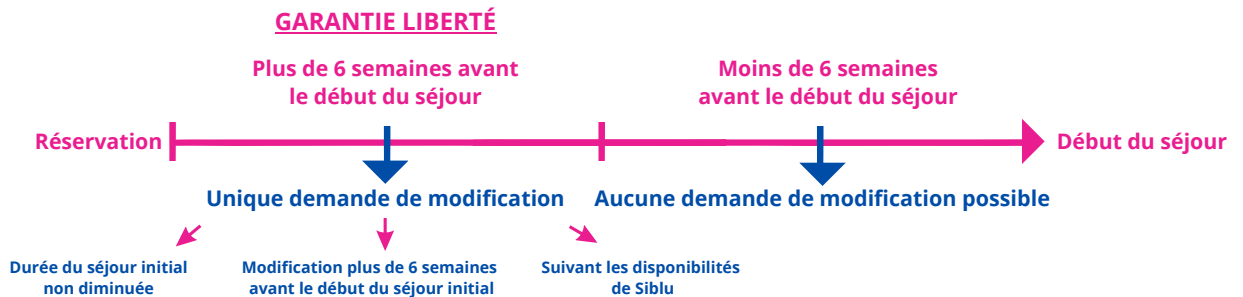 GARANTIE LIBERTÉ
Plus de 6 semaines avant
le début du séjour
Moins de 6 semaines
avant le début du séjour
Réservation
Début du séjour
Unique demande de modification
Aucune demande de modification possible
Durée du séjour initial
non diminuée
Modification plus de 6 semaines
avant le début du séjour initial
Suivant les disponibilités
de Siblu